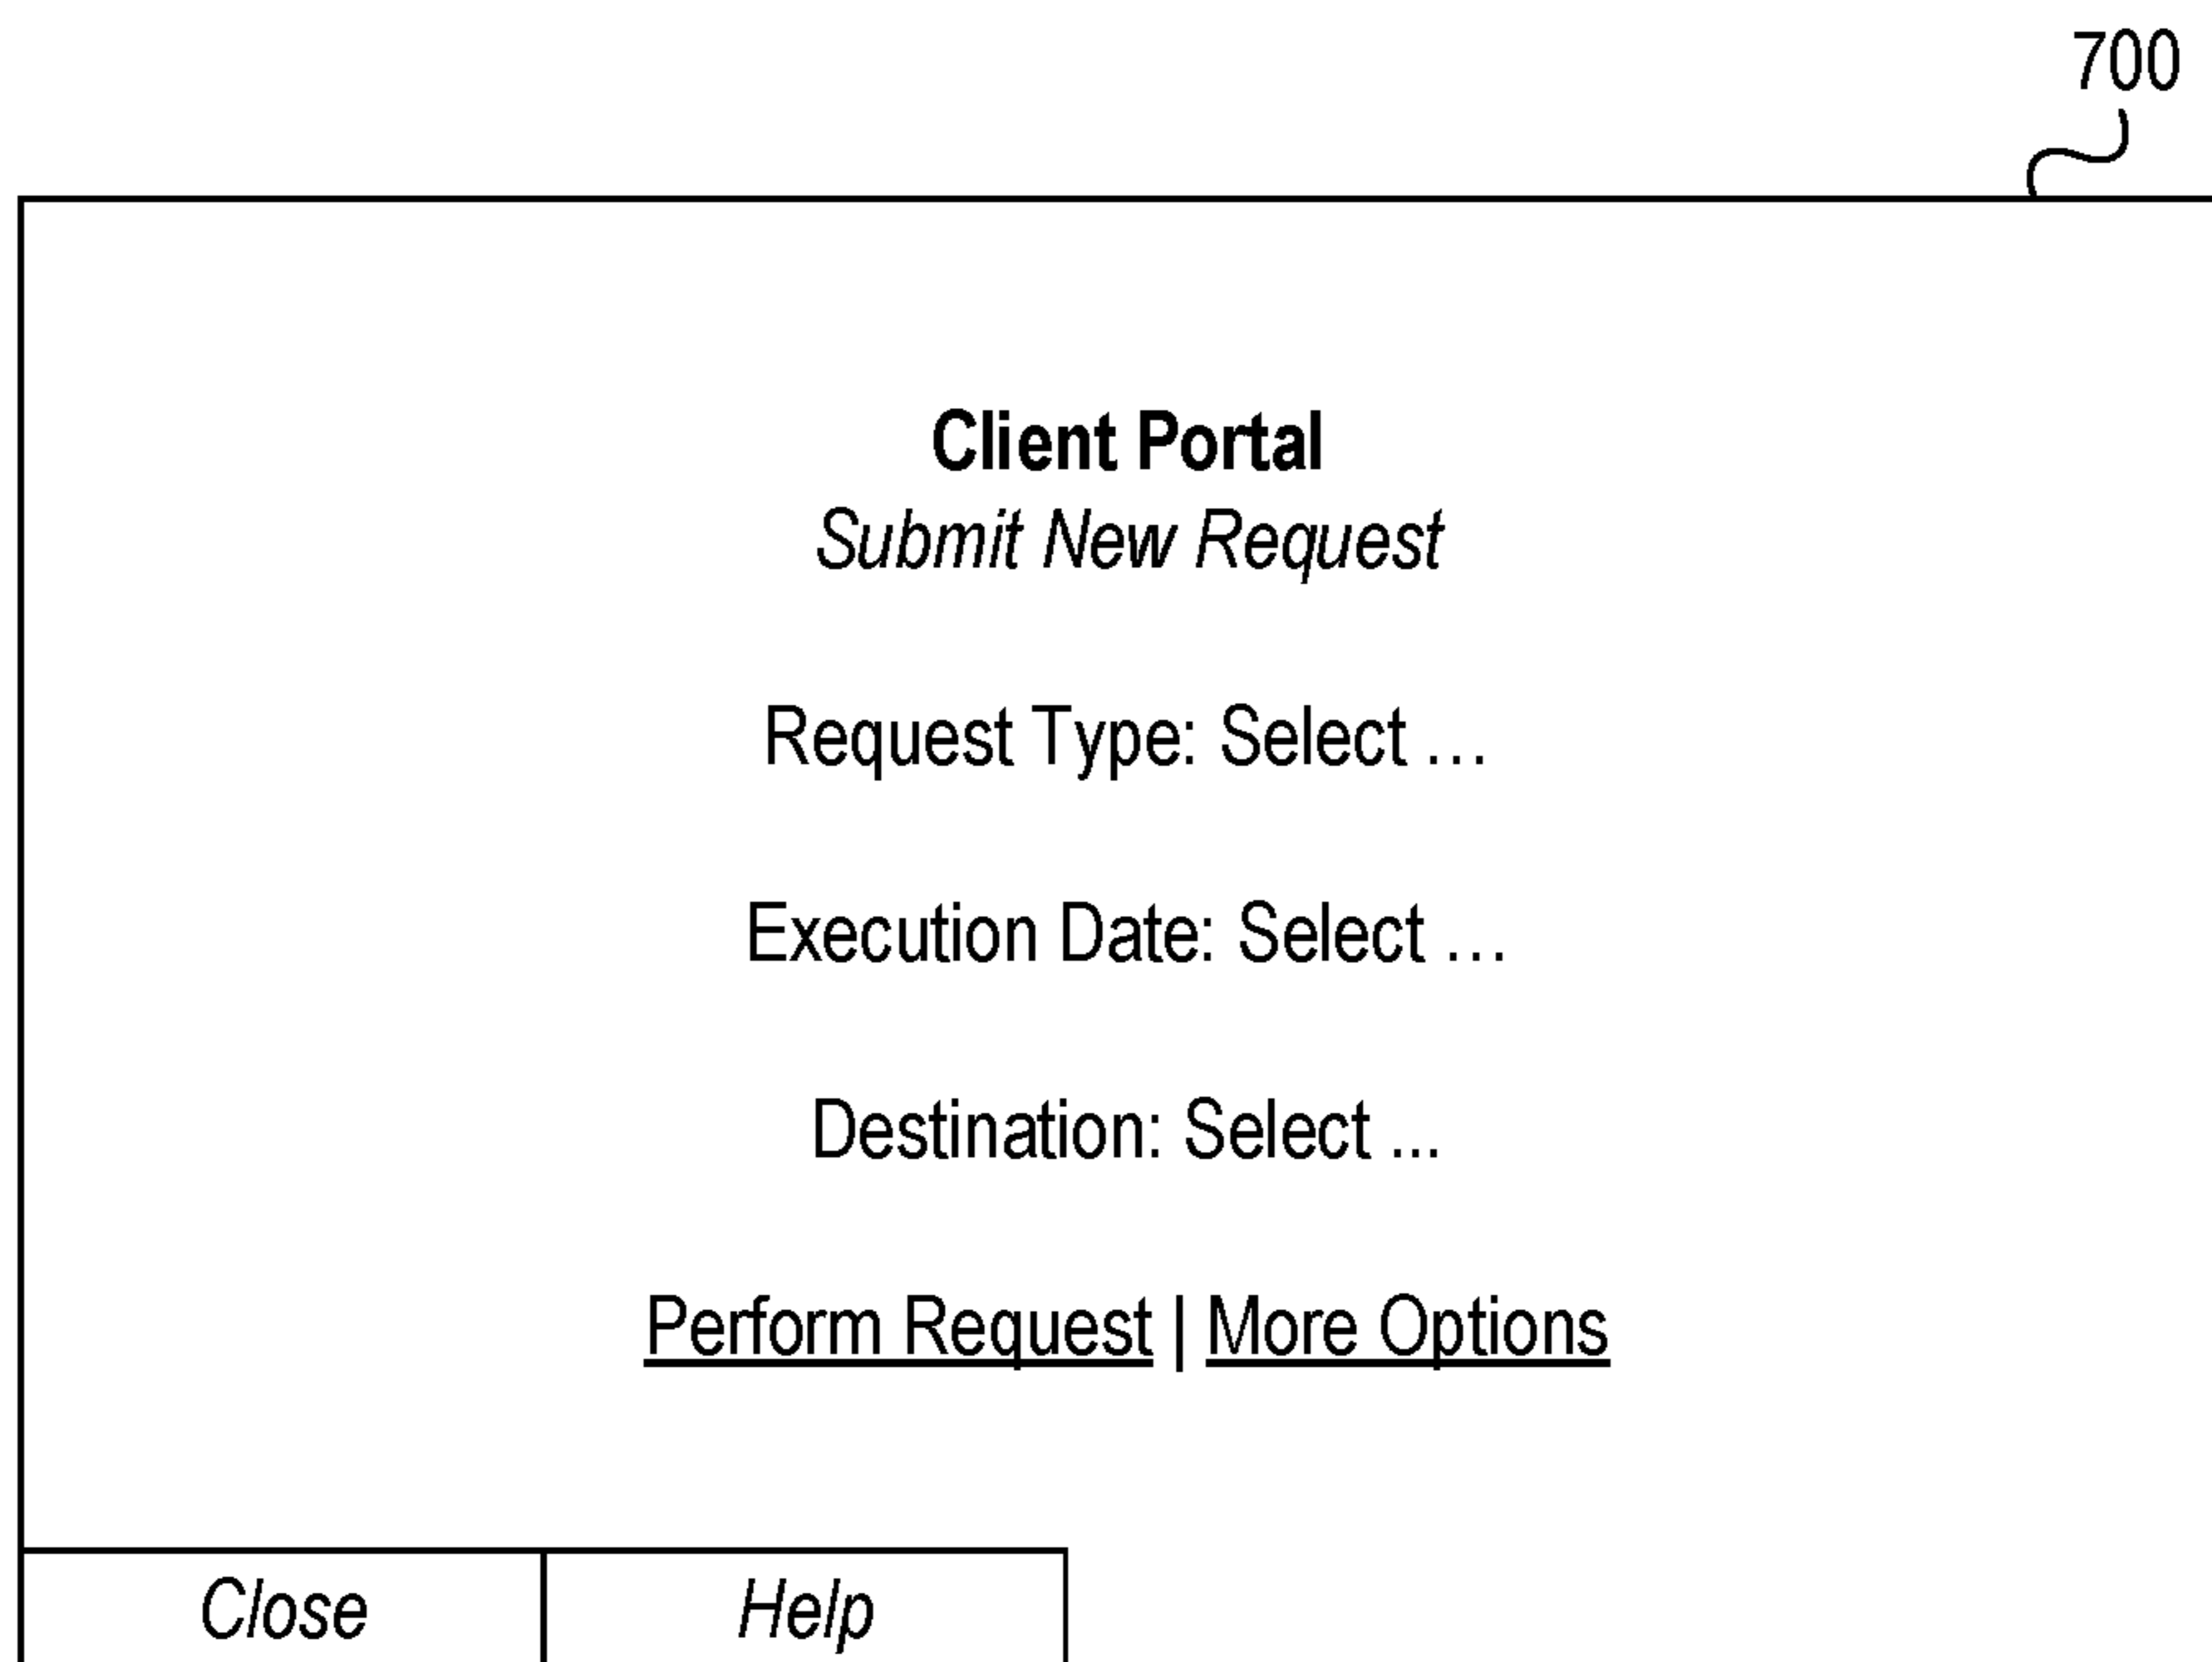 700
Client Portal
Submit New Request
Request Type: Select ...
Execution Date: Select ...
Destination: Select ...
Perform Request | More Options
Close
Help